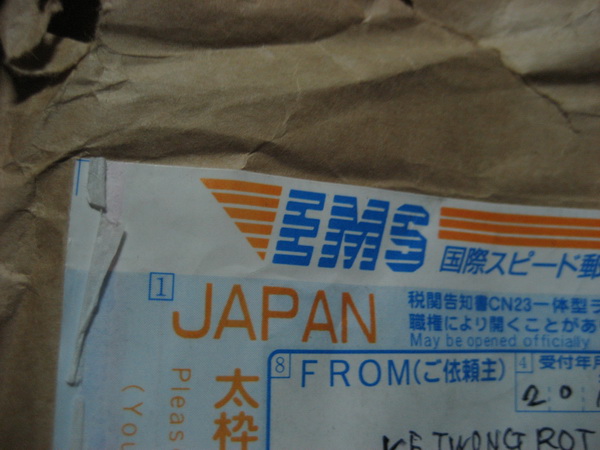 EMS
国際スピード郵
1
JAPAN
税関告知書CN23一体型ラ
職権により開くことがあ
May be opened officially
8 FROM(ご依頼主)
4 受付年月
20
太枠
Pleas
(You